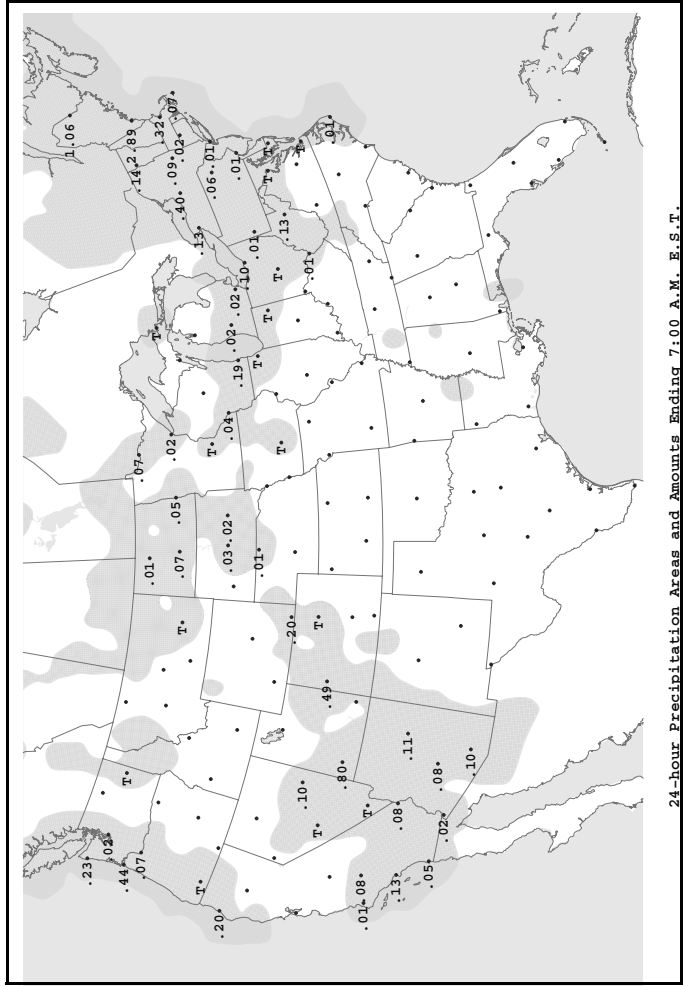 1.06
.23
.02
.44
T
.14
2.89
.07
.07
.01
T
.32
.02
.09
.07
.05
.07
.40
.02
T
T
.13
T
.06
.01
.20
.03
.02
.04
.02
.02
.01
.19
.10
.01
T
.01
T
T
T
T
T
.13
.20
T
.10
.01
T
T
.49
.01
.80
.01
.08
T
.13
.08
.11
.05
.08
.02
.10
24-hour Precipitation Areas and Amounts Ending 7:00 A.M. E.S.T.